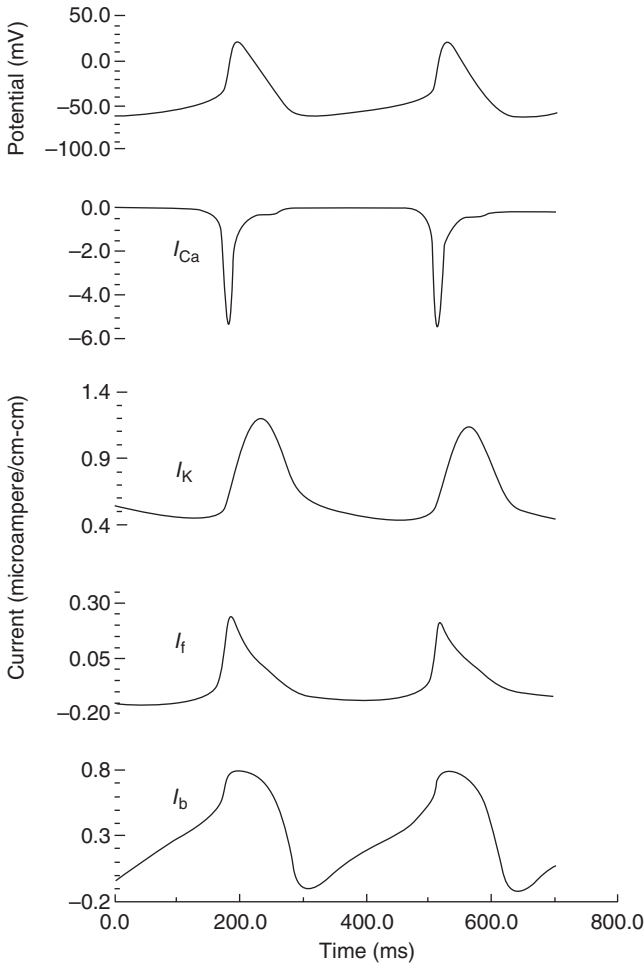 Potential (mV)
50.0
0.0
−50.0
−100.0
0.0
−2.0
−4.0
−6.0
I_Ca
Current (microampere/cm-cm)
1.4
0.9
0.4
I_K
0.30
0.05
−0.20
I_f
0.8
0.3
−0.2
I_b
0.0 200.0 400.0 600.0 800.0
Time (ms)